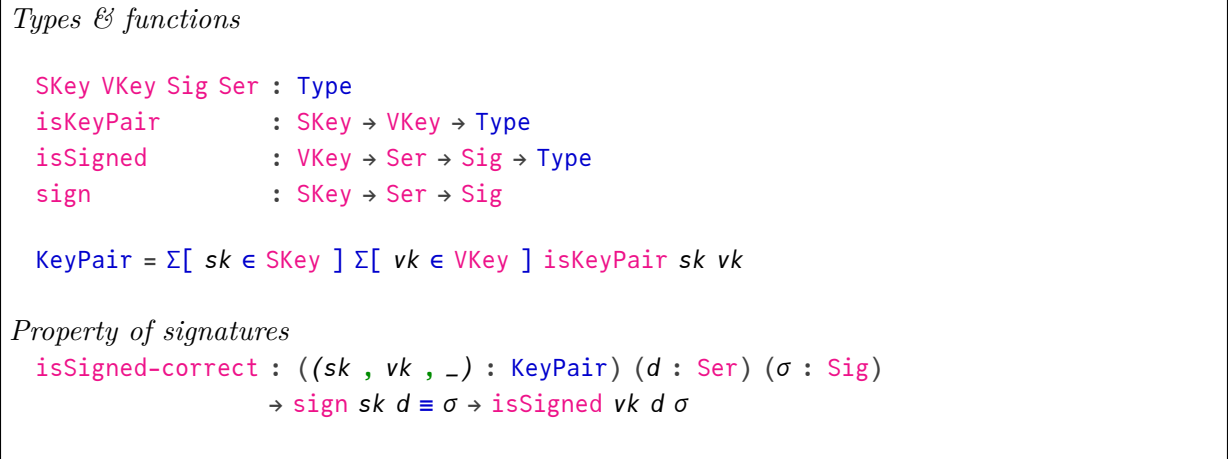 Types & functions
SKey VKey Sig Ser : Type
isKeyPair : SKey → VKey → Type
isSigned : VKey → Ser → Sig → Type
sign : SKey → Ser → Sig
KeyPair = Σ[ sk ∈ SKey ] Σ[ vk ∈ VKey ] isKeyPair sk vk
Property of signatures
isSigned-correct : ((sk , vk , _) : KeyPair) (d : Ser) (σ : Sig)
→ sign sk d ≡ σ → isSigned vk d σ